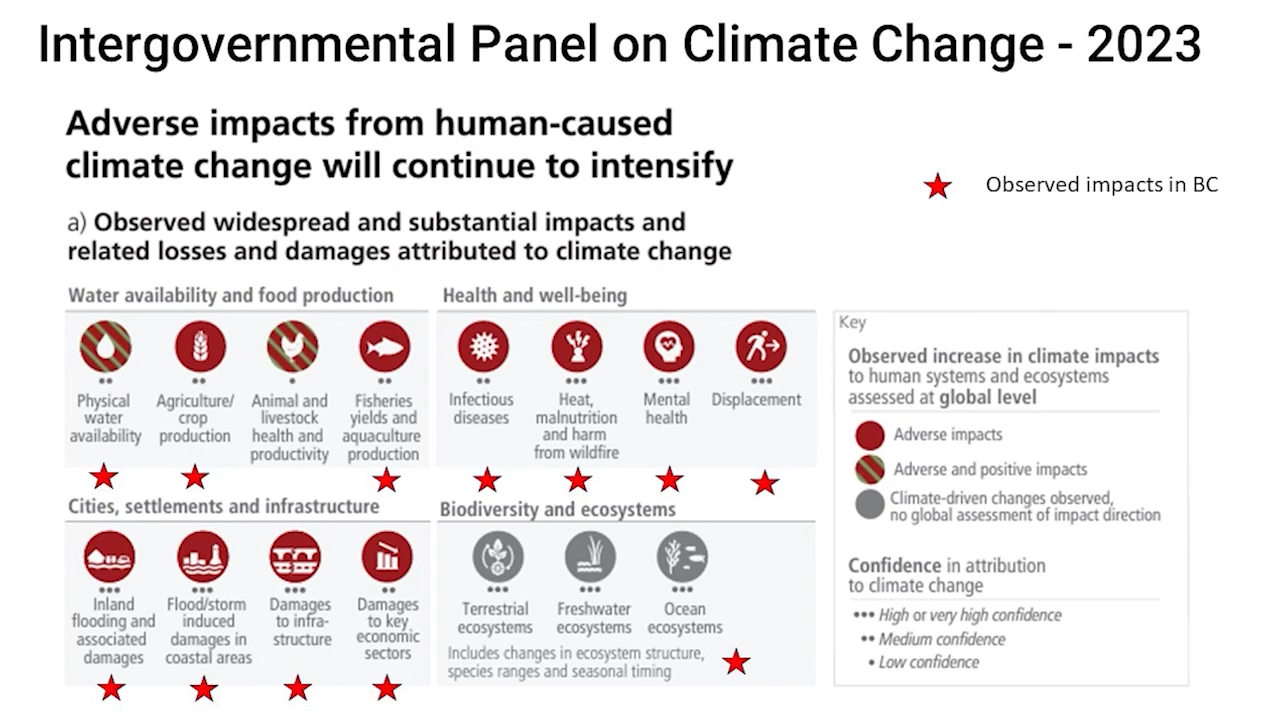 Intergovernmental Panel on Climate Change - 2023
Adverse impacts from human-caused
climate change will continue to intensify
Observed impacts in BC
a) Observed widespread and substantial impacts and
related losses and damages attributed to climate change
Water availability and food production
Physical
water
availability
Agriculture/
crop
production
Animal and
livestock
health and
productivity
Fisheries
yields and
aquaculture
production
Health and well-being
Infectious
diseases
Heat,
malnutrition
and harm
from wildfire
Mental
health
Displacement
Cities, settlements and infrastructure
Inland
flooding and
associated
damages
Flood/storm
induced
damages in
coastal areas
Damages
to infra-
structure
Damages
to key
economic
sectors
Biodiversity and ecosystems
Terrestrial
ecosystems
Freshwater
ecosystems
Ocean
ecosystems
Includes changes in ecosystem structure,
species ranges and seasonal timing
Key
Observed increase in climate impacts
to human systems and ecosystems
assessed at global level
Adverse impacts
Adverse and positive impacts
Climate-driven changes observed,
no global assessment of impact direction
Confidence in attribution
to climate change
••• High or very high confidence
•• Medium confidence
• Low confidence